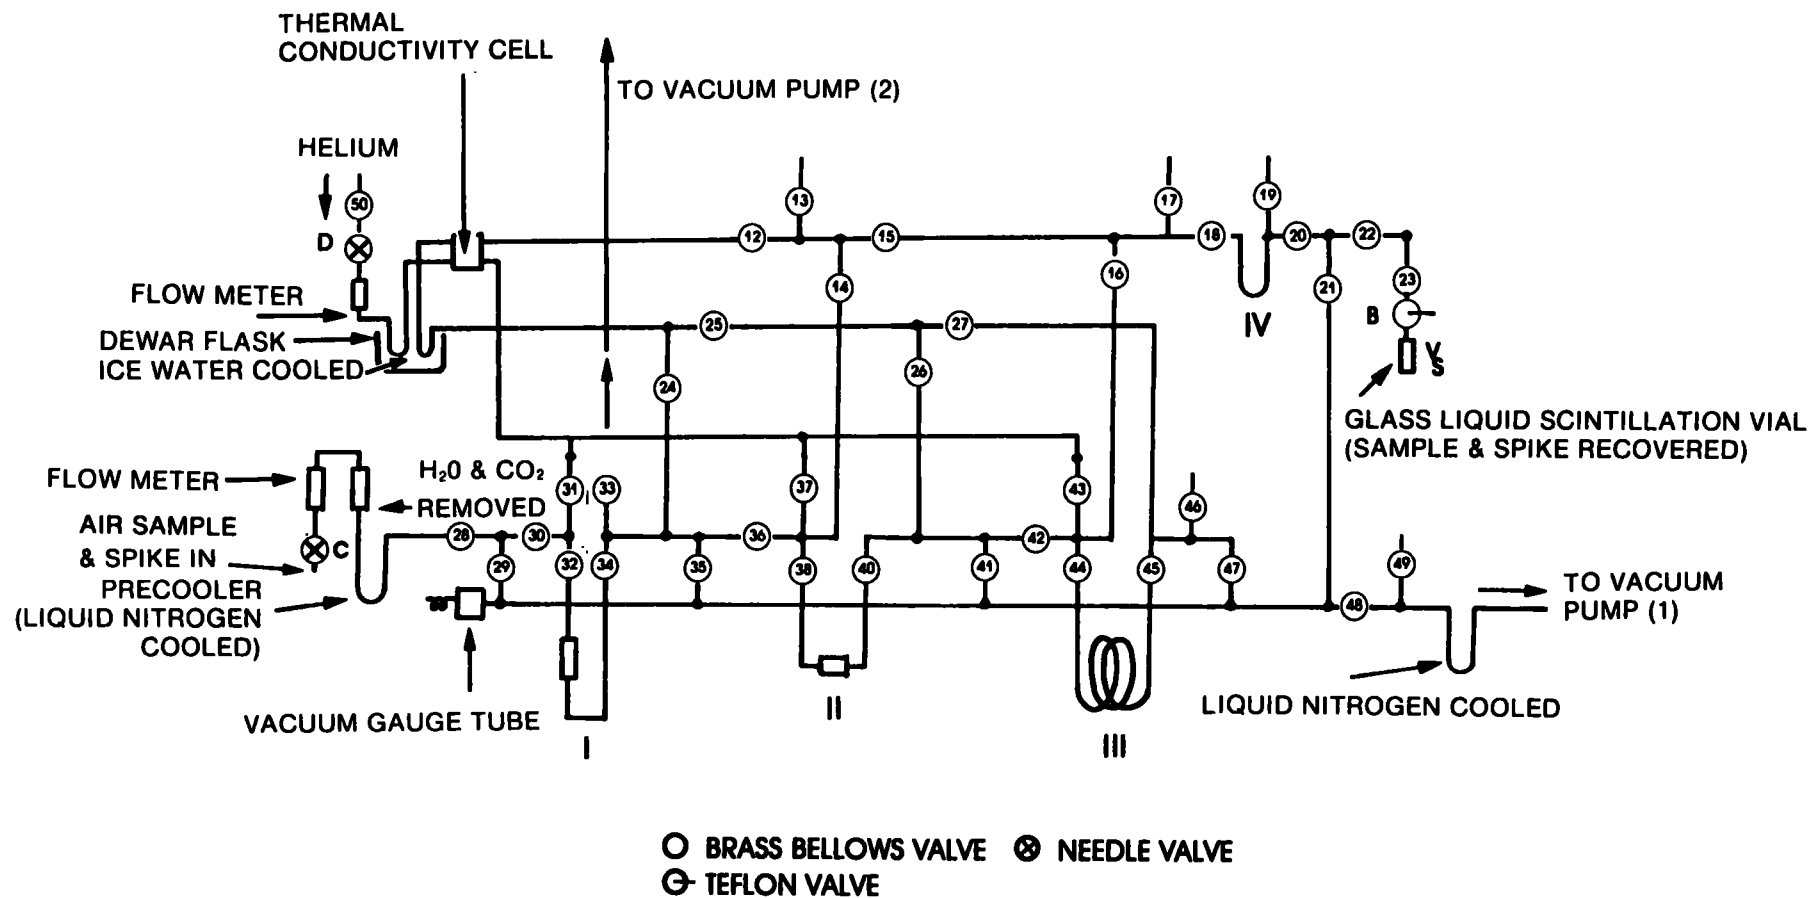 THERMAL
CONDUCTIVITY CELL
TO VACUUM PUMP (2)
HELIUM
50
D
13
17
19
12
15
18
20
22
16
14
21
23
B
FLOW METER
IV
V
S
DEWAR FLASK
ICE WATER COOLED
25
27
24
26
GLASS LIQUID SCINTILLATION VIAL
(SAMPLE & SPIKE RECOVERED)
FLOW METER
H₂O & CO₂
REMOVED
31
33
37
43
46
AIR SAMPLE
& SPIKE IN
C
28
30
36
42
PRECOOLER
(LIQUID NITROGEN
COOLED)
29
32
34
35
38
40
41
44
45
47
49
48
TO VACUUM
PUMP (1)
VACUUM GAUGE TUBE
I
II
III
LIQUID NITROGEN COOLED
BRASS BELLOWS VALVE
NEEDLE VALVE
TEFLON VALVE